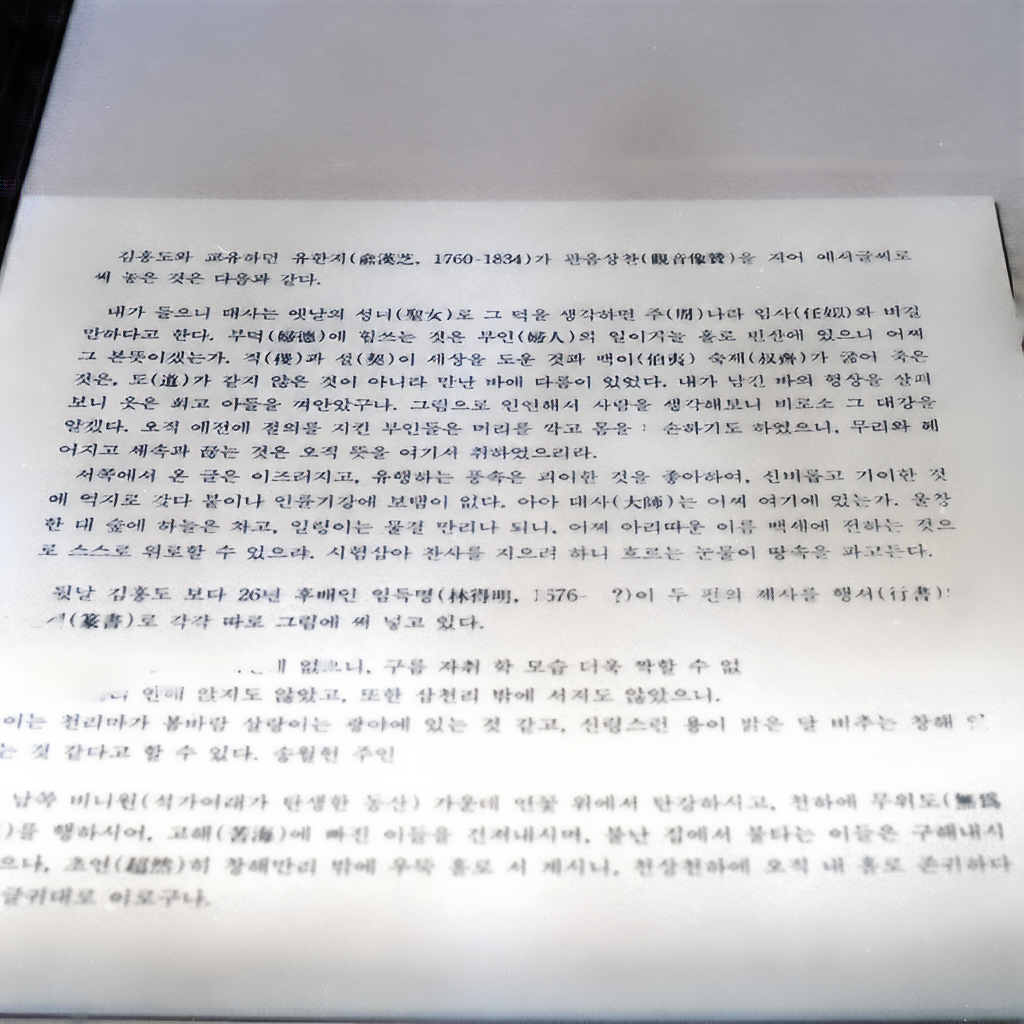 김홍도와 교유하던 유한지(兪漢芝, 1760-1834)가 관음상찬(觀音像贊)을 지어 예서글씨로
써 놓은 것은 다음과 같다.
내가 들으니 대사는 옛날의 성녀(聖女)로 그 덕을 생각하면 주(周)나라 임사(任姒)와 비길
만하다고 한다. 부덕(婦德)에 힘쓰는 것은 부인(婦人)의 일이거늘 홀로 빈산에 있으니 어찌
그 본뜻이겠는가. 직(稷)과 설(契)이 세상을 도운 것과 백이(伯夷) 숙제(叔齊)가 굶어 죽은
것은, 도(道)가 같지 않은 것이 아니라 만난 바에 다름이 있었다. 내가 남긴 바의 형상을 살펴
보니 옷은 희고 아들을 껴안았구나. 그림으로 인연해서 사람을 생각해보니 비로소 그 대강을
알겠다. 오직 예전에 절의를 지킨 부인들은 머리를 깍고 몸을 손하기도 하였으니, 무리와 헤
어지고 세속과 끊는 것은 오직 뜻을 여기서 취하였으리라.
서쪽에서 온 글은 이즈러지고, 유행하는 풍속은 괴이한 것을 좋아하여, 신비롭고 기이한 것
에 억지로 갖다 붙이나 인륜기강에 보탬이 없다. 아아 대사(大師)는 어찌 여기에 있는가. 울창
한 대 숲에 하늘은 차고, 일렁이는 물결 만리나 되니, 어찌 아리따운 이름 백세에 전하는 것으
로 스스로 위로할 수 있으랴. 시험삼아 찬사를 지으려 하니 흐르는 눈물이 땅속을 파고든다.
뒷날 김홍도 보다 26년 후배인 임득명(林得明, 1576- ?)이 두 편의 제사를 행서(行書)
(篆書)로 각각 따로 그림에 써 넣고 있다.
없으니, 구름 자취 학 모습 더욱 짝할 수 없
안에 앉지도 않았고, 또한 삼천리 밖에 서지도 않았으니.
이는 천리마가 봄바람 살랑이는 광야에 있는 것 같고, 신령스런 용이 밝은 달 비추는 창해
는 것 같다고 할 수 있다. 송월헌 주인
남쪽 비니원(석가여래가 탄생한 동산) 가운데 연꽃 위에서 탄강하시고, 천하에 무위도(無爲
)를 행하시어, 고해(苦海)에 빠진 이들을 건져내시며, 불난 집에서 불타는 이들은 구해내시
으나, 초연(超然)히 창해만리 밖에 우뚝 홀로 서 계시니, 천상천하에 오직 내 홀로 존귀하다
글귀대로 이로구나.